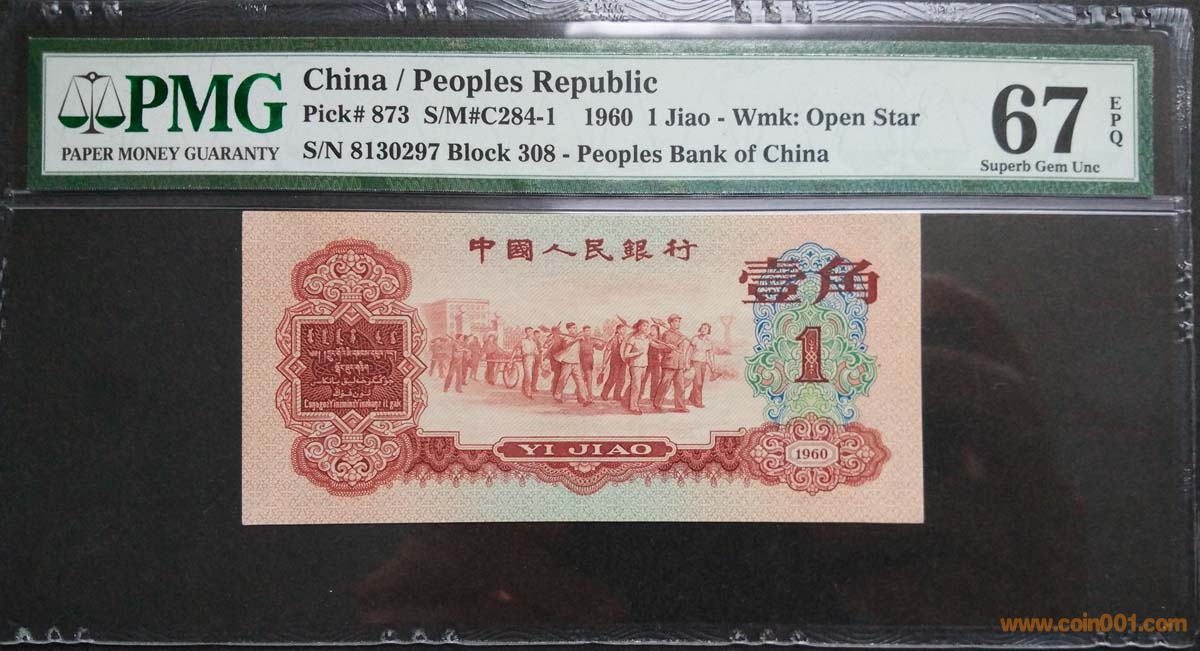 PMG
PAPER MONEY GUARANTY
China / Peoples Republic
Pick# 873 S/M#C284-1 1960 1 Jiao - Wmk: Open Star
S/N 8130297 Block 308 - Peoples Bank of China
67
EPQ
Superb Gem Unc
中國人民銀行
壹角
1
YI JIAO
1960
www.coin001.com